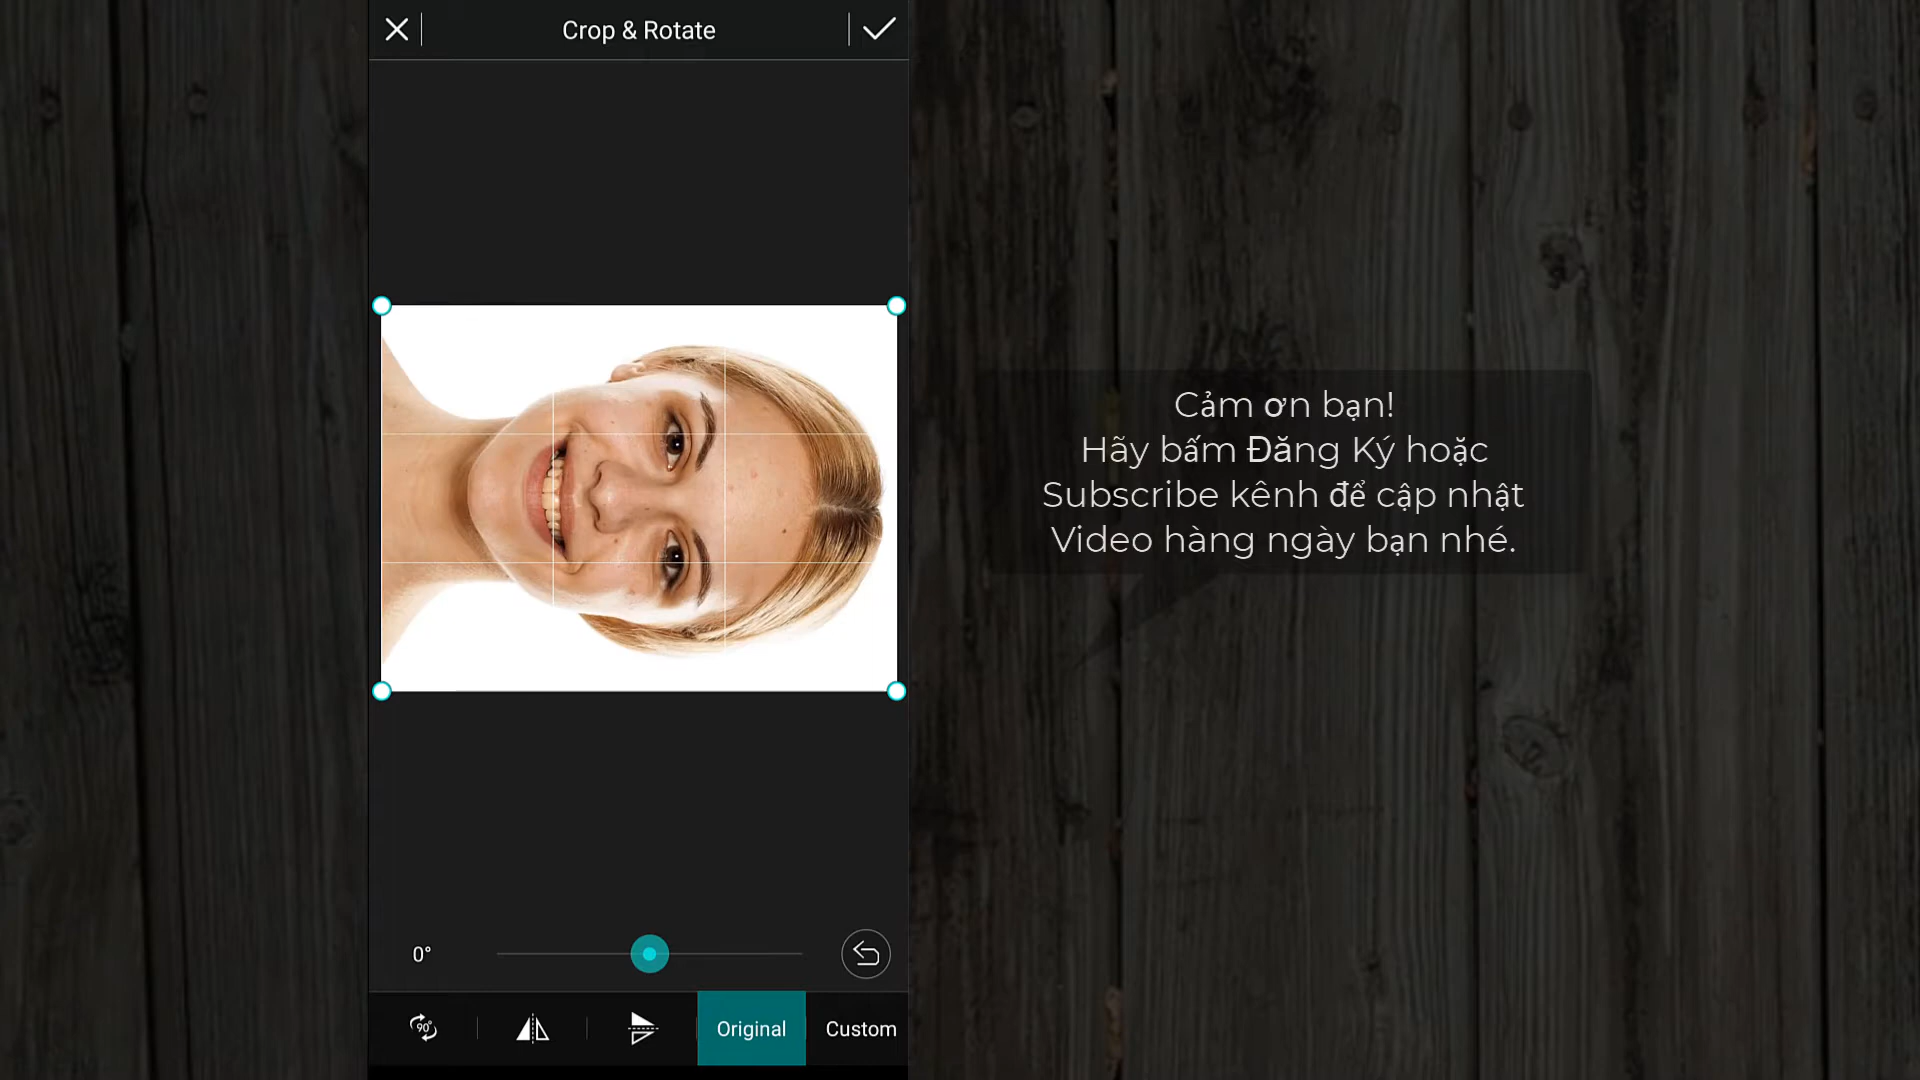 Crop & Rotate
Cảm ơn bạn!
Hãy bấm Đăng Ký hoặc
Subscribe kênh để cập nhật
Video hàng ngày bạn nhé.
0°
90°
Original
Custom